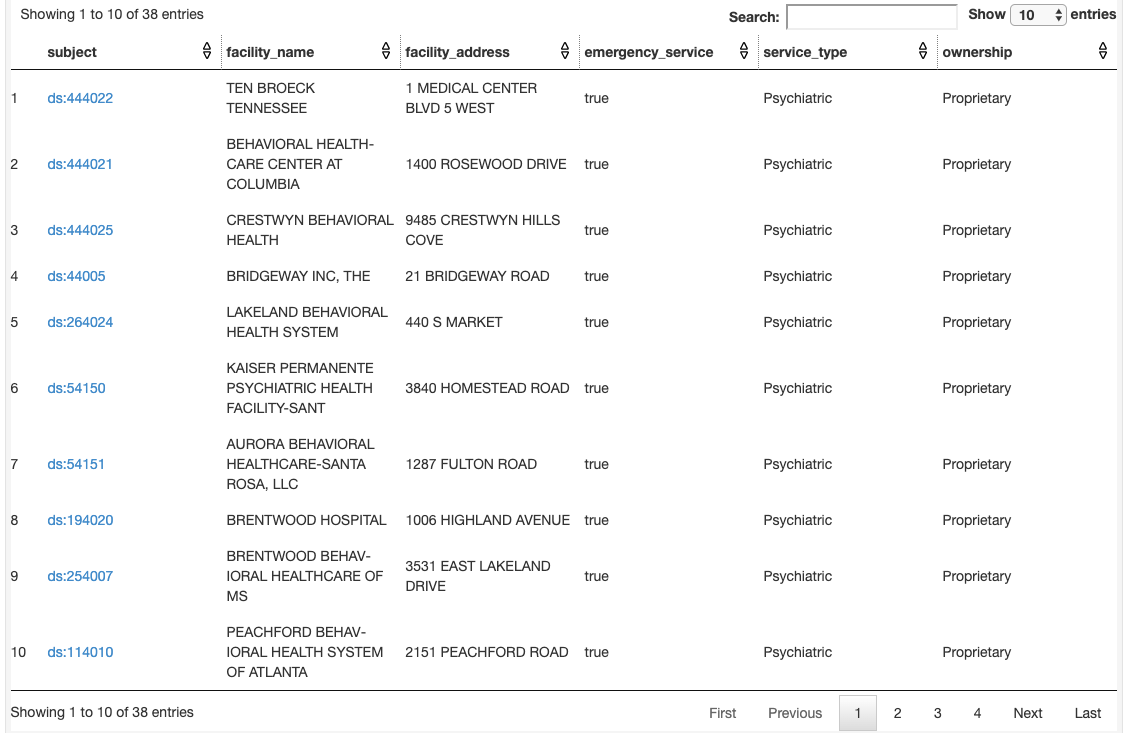 Showing 1 to 10 of 38 entries
Search:
Show 10 entries
subject facility_name facility_address emergency_service service_type ownership
1 ds:444022 TEN BROECK TENNESSEE 1 MEDICAL CENTER BLVD 5 WEST true Psychiatric Proprietary
2 ds:444021 BEHAVIORAL HEALTH-CARE CENTER AT COLUMBIA 1400 ROSEWOOD DRIVE true Psychiatric Proprietary
3 ds:444025 CRESTWYN BEHAVIORAL HEALTH 9485 CRESTWYN HILLS COVE true Psychiatric Proprietary
4 ds:44005 BRIDGEWAY INC, THE 21 BRIDGEWAY ROAD true Psychiatric Proprietary
5 ds:264024 LAKELAND BEHAVIORAL HEALTH SYSTEM 440 S MARKET true Psychiatric Proprietary
6 ds:54150 KAISER PERMANENTE PSYCHIATRIC HEALTH FACILITY-SANT 3840 HOMESTEAD ROAD true Psychiatric Proprietary
7 ds:54151 AURORA BEHAVIORAL HEALTHCARE-SANTA ROSA, LLC 1287 FULTON ROAD true Psychiatric Proprietary
8 ds:194020 BRENTWOOD HOSPITAL 1006 HIGHLAND AVENUE true Psychiatric Proprietary
9 ds:254007 BRENTWOOD BEHAV-IORAL HEALTHCARE OF MS 3531 EAST LAKELAND DRIVE true Psychiatric Proprietary
10 ds:114010 PEACHFORD BEHAV-IORAL HEALTH SYSTEM OF ATLANTA 2151 PEACHFORD ROAD true Psychiatric Proprietary
Showing 1 to 10 of 38 entries
First Previous 1 2 3 4 Next Last